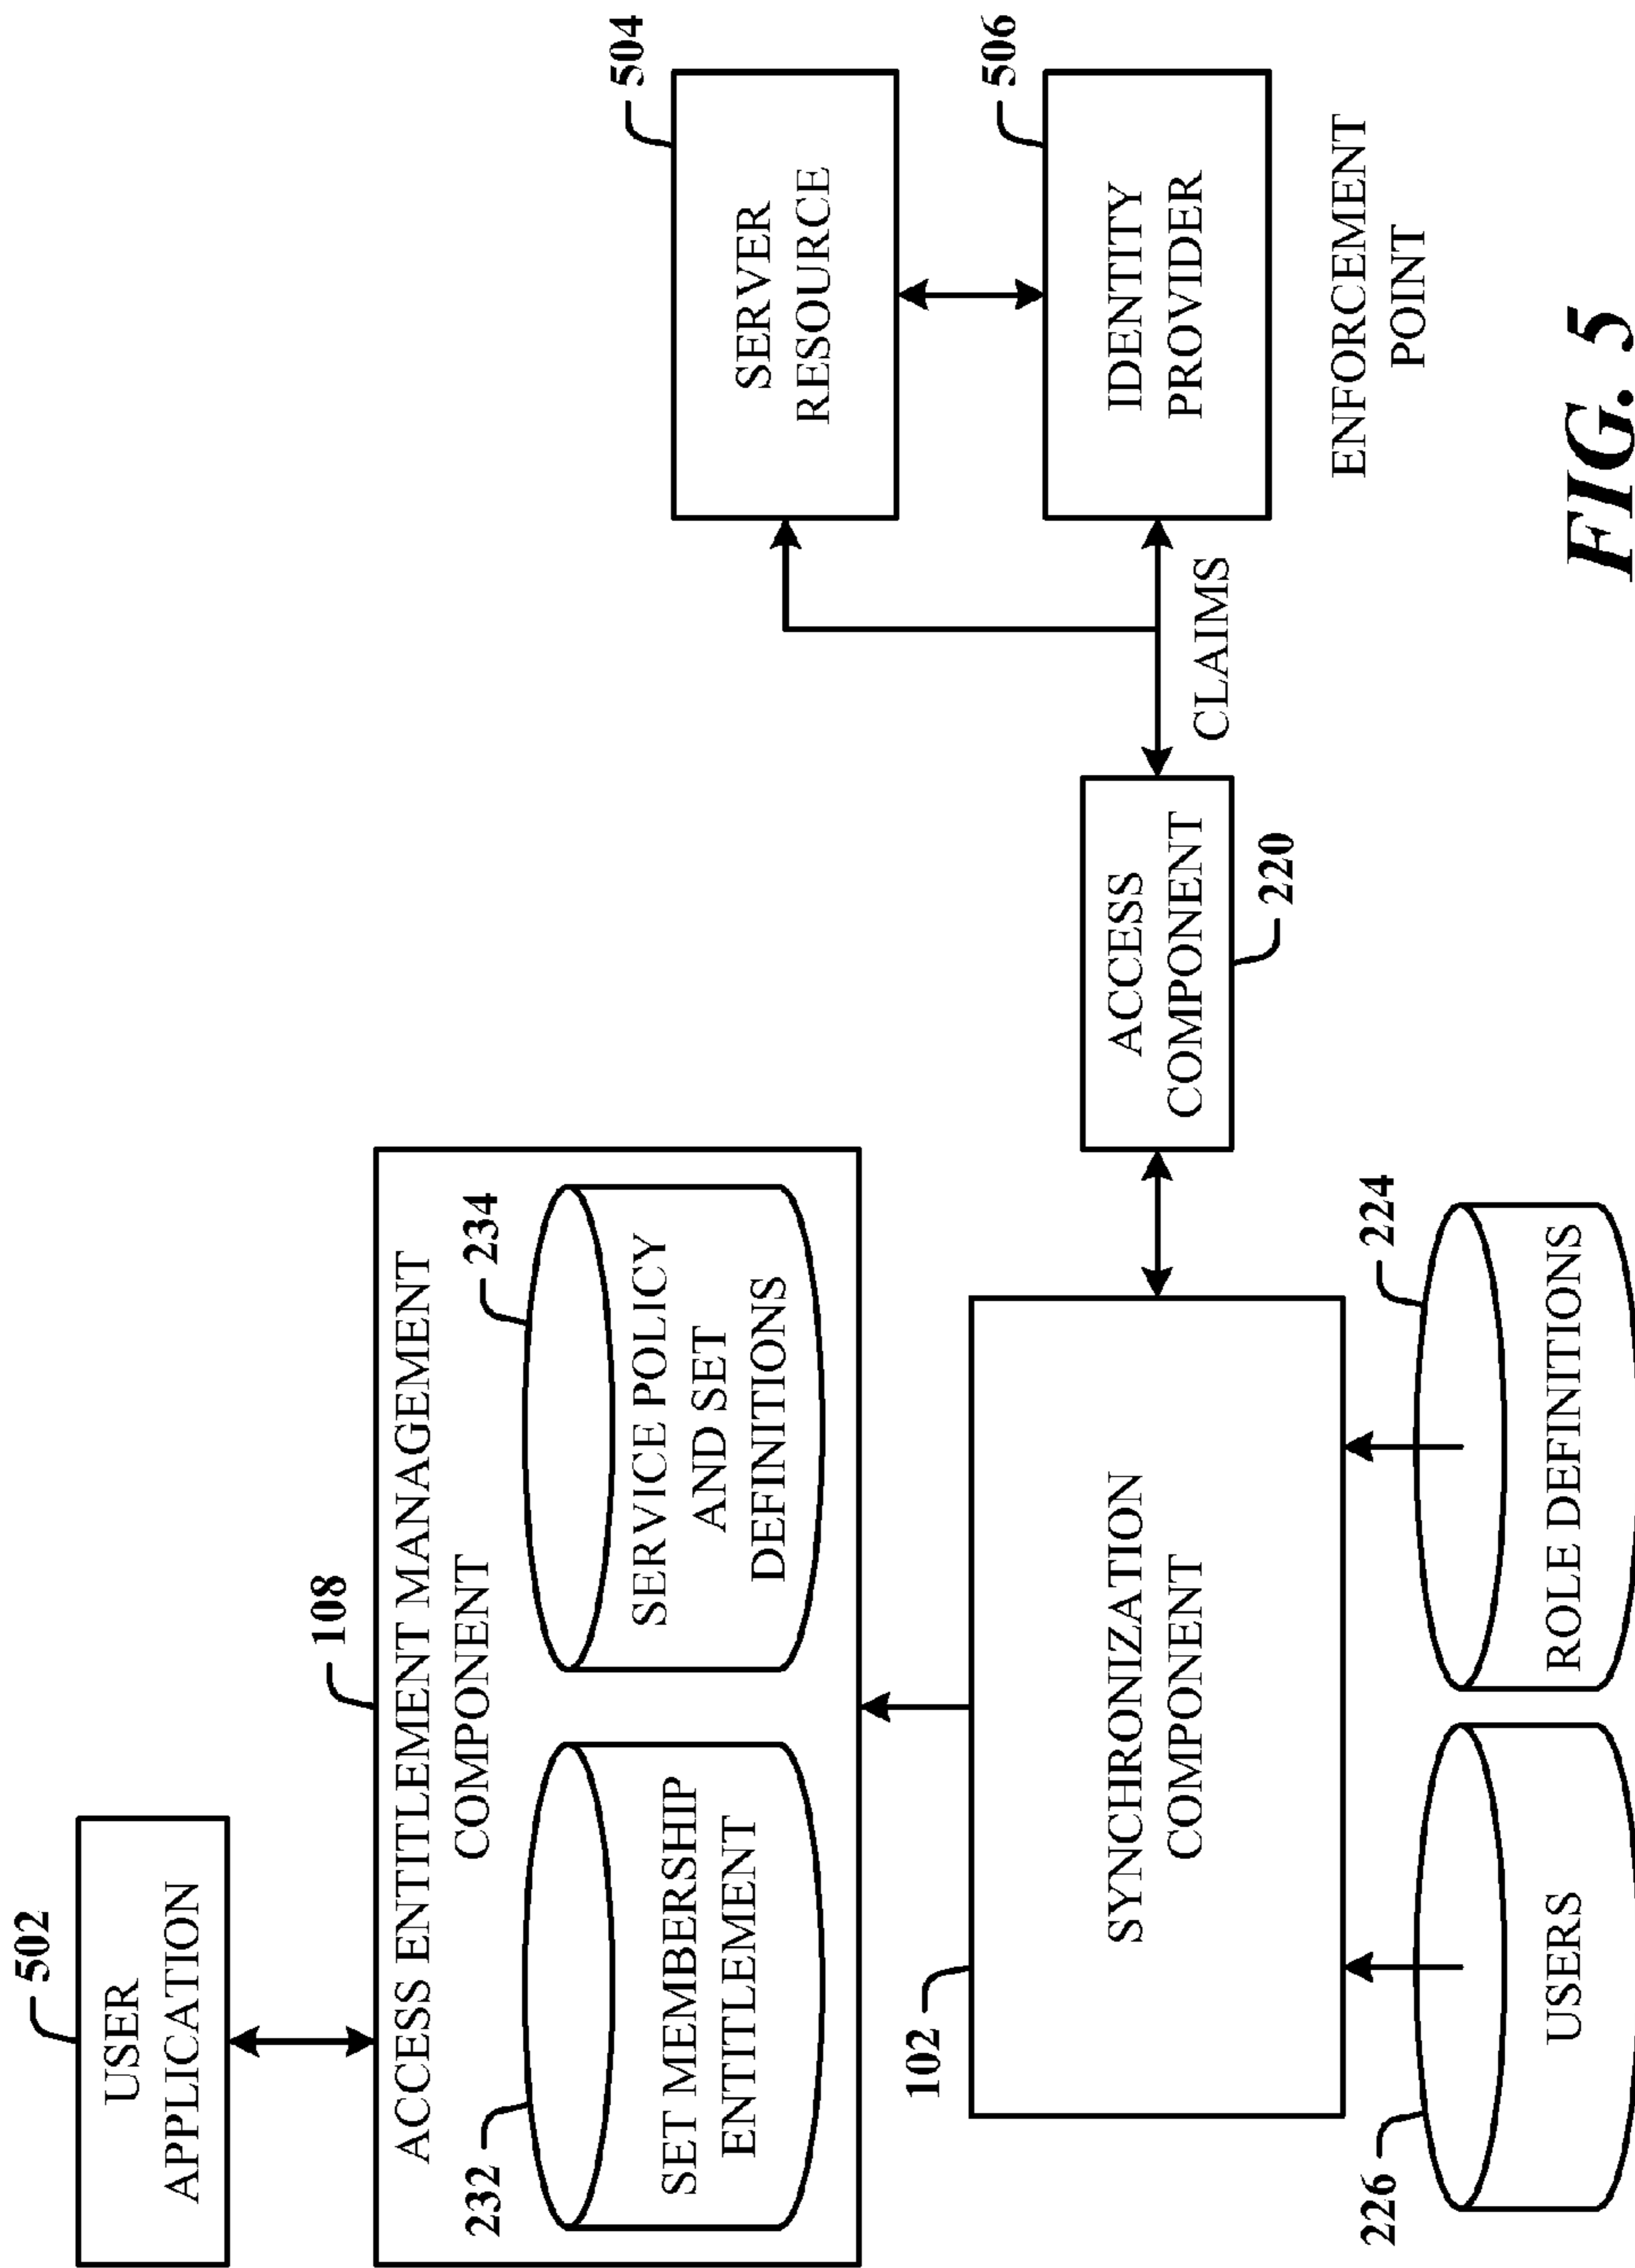 502
USER
APPLICATION
108
ACCESS ENTITLEMENT MANAGEMENT
COMPONENT
232
SET MEMBERSHIP
ENTITLEMENT
234
SERVICE POLICY
AND SET
DEFINITIONS
102
SYNCHRONIZATION
COMPONENT
226
USERS
224
ROLE DEFINITIONS
ACCESS
COMPONENT
220
CLAIMS
504
SERVER
RESOURCE
506
IDENTITY
PROVIDER
ENFORCEMENT
POINT
FIG. 5